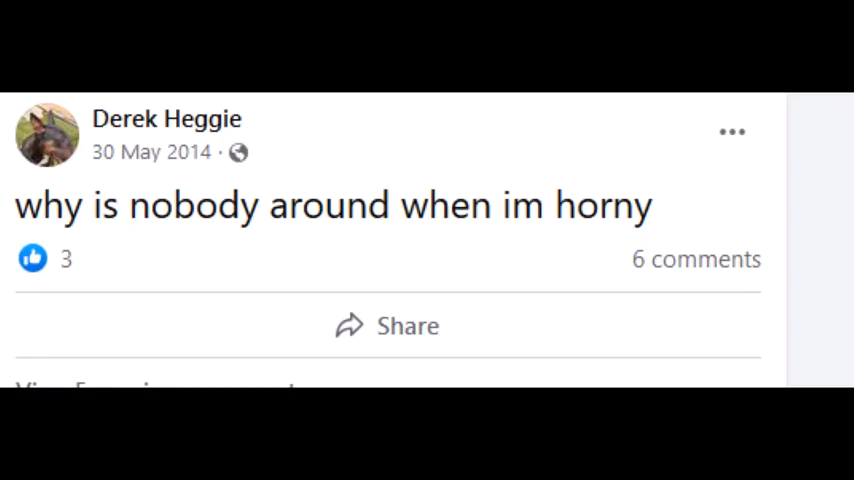 Derek Heggie
30 May 2014 ·
why is nobody around when im horny
3
6 comments
Share